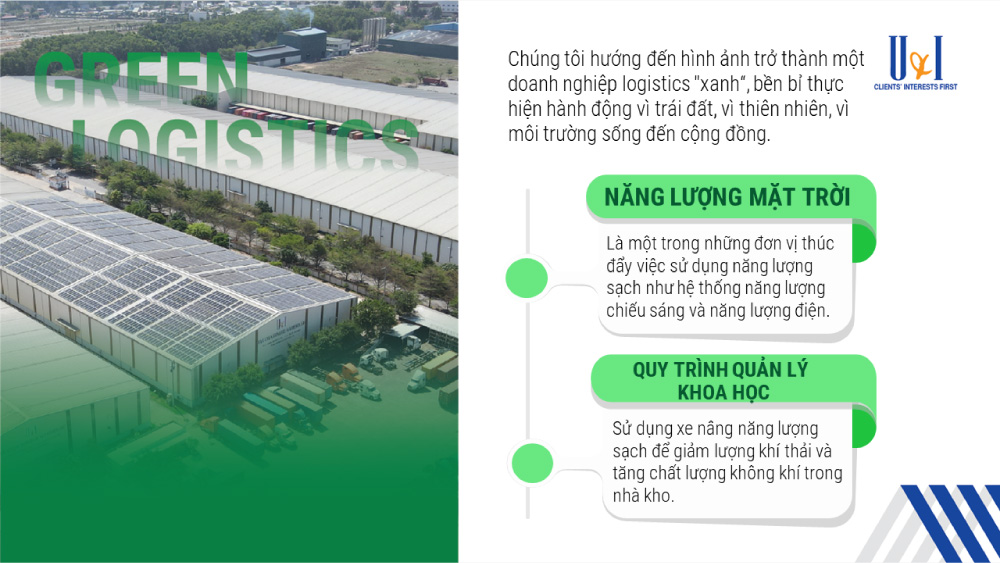 GREEN
LOGISTICS
Chúng tôi hướng đến hình ảnh trở thành một
doanh nghiệp logistics "xanh", bền bỉ thực
hiện hành động vì trái đất, vì thiên nhiên, vì
môi trường sống đến cộng đồng.
U&I
CLIENTS' INTERESTS FIRST
NĂNG LƯỢNG MẶT TRỜI
Là một trong những đơn vị thúc
đẩy việc sử dụng năng lượng
sạch như hệ thống năng lượng
chiếu sáng và năng lượng điện.
QUY TRÌNH QUẢN LÝ
KHOA HỌC
Sử dụng xe nâng năng lượng
sạch để giảm lượng khí thải và
tăng chất lượng không khí trong
nhà kho.